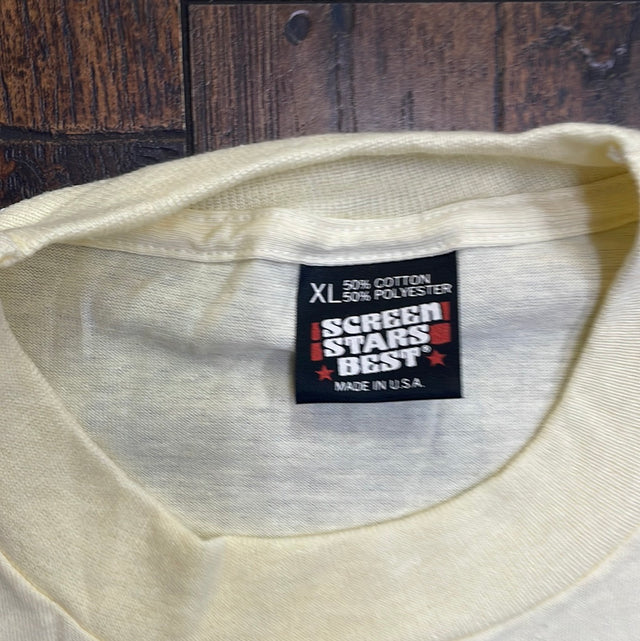 XL 50% COTTON
50% POLYESTER
SCREEN
STARS
BEST®
MADE IN U.S.A.